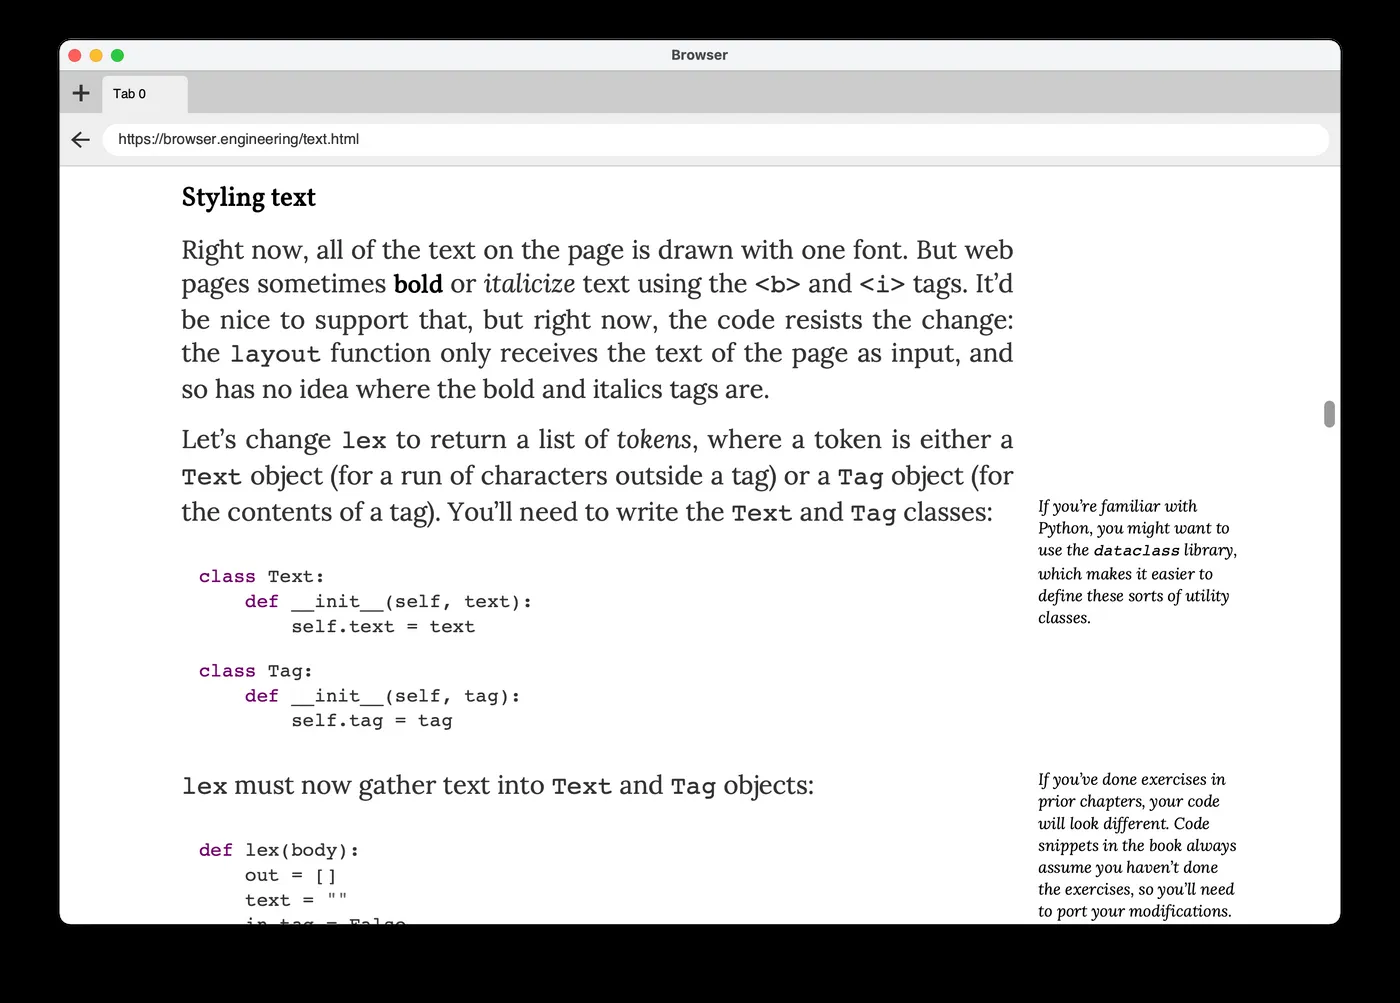 Browser
Tab 0
https://browser.engineering/text.html
Styling text
Right now, all of the text on the page is drawn with one font. But web
pages sometimes bold or italicize text using the <b> and <i> tags. It’d
be nice to support that, but right now, the code resists the change:
the layout function only receives the text of the page as input, and
so has no idea where the bold and italics tags are.
Let’s change lex to return a list of tokens, where a token is either a
Text object (for a run of characters outside a tag) or a Tag object (for
the contents of a tag). You’ll need to write the Text and Tag classes:
If you’re familiar with
Python, you might want to
use the dataclass library,
which makes it easier to
define these sorts of utility
classes.
class Text:
    def __init__(self, text):
        self.text = text
class Tag:
    def __init__(self, tag):
        self.tag = tag
lex must now gather text into Text and Tag objects:
If you’ve done exercises in
prior chapters, your code
will look different. Code
snippets in the book always
assume you haven’t done
the exercises, so you’ll need
to port your modifications.
def lex(body):
    out = []
    text = ""
    in_tag = False